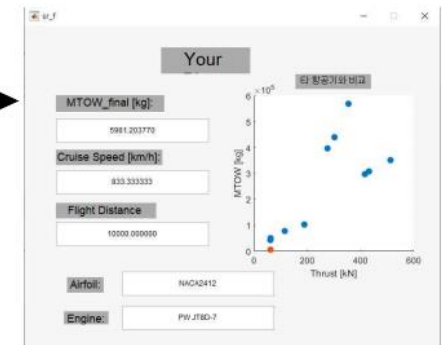 sr_f
Your
MTOW_final [kg]:
5981.203770
Cruise Speed [km/h]:
833.333333
Flight Distance
10000.000000
Airfoil:
NACA2412
Engine:
PW JT8D-7
타 항공기와 비교
×10⁵
6
5
4
3
2
1
0
MTOW [kg]
0
200
400
600
Thrust [kN]